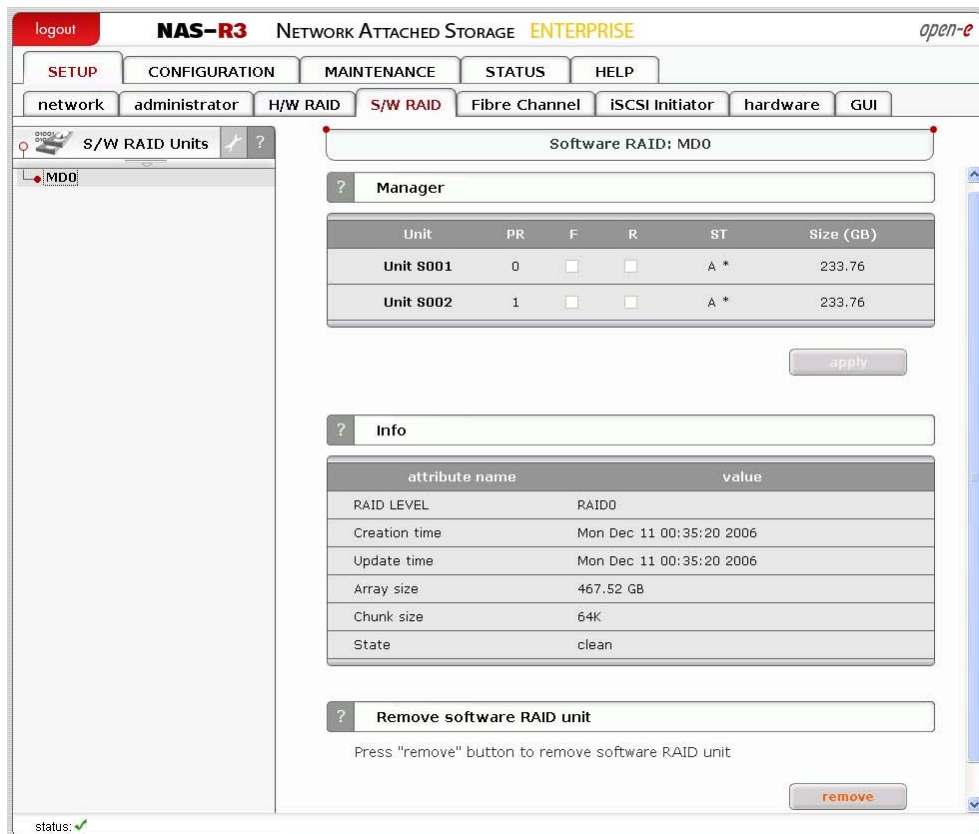 logout NAS–R3 NETWORK ATTACHED STORAGE ENTERPRISE open-e
SETUP CONFIGURATION MAINTENANCE STATUS HELP
network administrator H/W RAID S/W RAID Fibre Channel iSCSI Initiator hardware GUI
S/W RAID Units ?
MD0
Software RAID: MD0
? Manager
Unit PR F R ST Size (GB)
Unit S001 0 A * 233.76
Unit S002 1 A * 233.76
apply
? Info
attribute name value
RAID LEVEL RAID0
Creation time Mon Dec 11 00:35:20 2006
Update time Mon Dec 11 00:35:20 2006
Array size 467.52 GB
Chunk size 64K
State clean
? Remove software RAID unit
Press "remove" button to remove software RAID unit
remove
status: